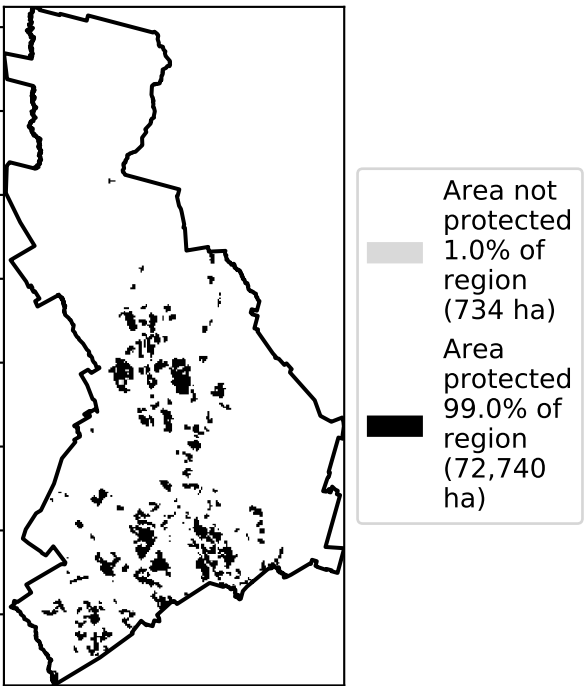 Area not
protected
1.0% of
region
(734 ha)
Area
protected
99.0% of
region
(72,740
ha)